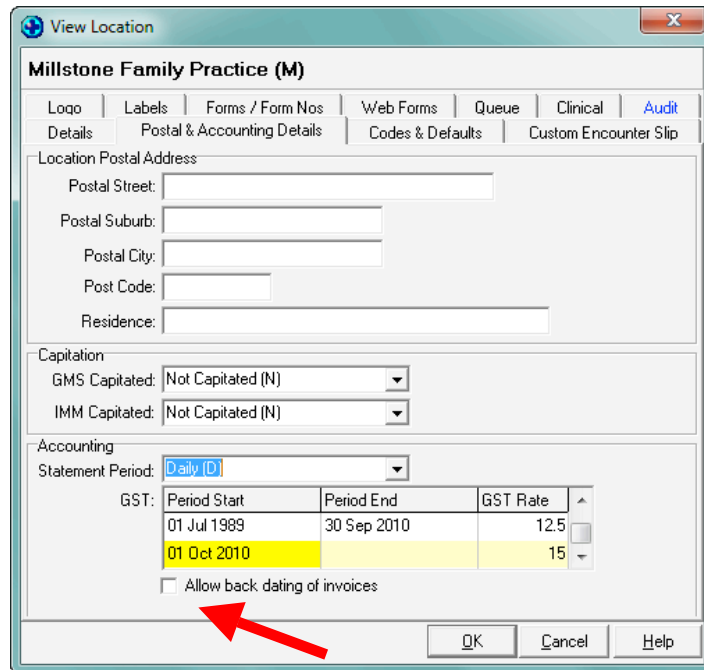 View Location
Millstone Family Practice (M)
Logo Labels Forms / Form Nos Web Forms Queue Clinical Audit
Details Postal & Accounting Details Codes & Defaults Custom Encounter Slip
Location Postal Address
Postal Street:
Postal Suburb:
Postal City:
Post Code:
Residence:
Capitation
GMS Capitated: Not Capitated (N)
IMM Capitated: Not Capitated (N)
Accounting
Statement Period: Daily (D)
GST: Period Start Period End GST Rate
01 Jul 1989 30 Sep 2010 12.5
01 Oct 2010 15
Allow back dating of invoices
OK Cancel Help